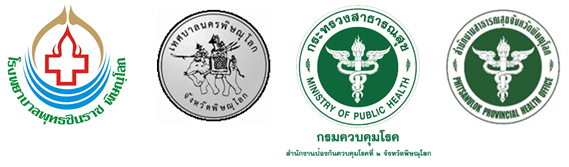 โรงพยาบาลพุทธชินราช พิษณุโลก
เทศบาลนครพิษณุโลก
จังหวัดพิษณุโลก
กระทรวงสาธารณสุข
MINISTRY OF PUBLIC HEALTH
กรมควบคุมโรค
สำนักงานป้องกันควบคุมโรคที่ ๒ จังหวัดพิษณุโลก
สำนักงานสาธารณสุขจังหวัดพิษณุโลก
PHITSANULOK PROVINCIAL HEALTH OFFICE